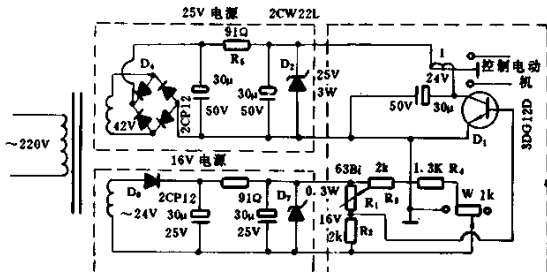 25V 电源
2CW22L
91Ω
R₅
D₄
2CP12
30μ
50V
30μ
50V
D₂
25V
3W
42V
~220V
1
24V
控制电动
机
50V
30μ
D₁
3DG12D
16V 电源
D₆
2CP12
~24V
30μ
25V
91Ω
30μ
25V
D₇
0.3W
16V
63Bi
R₁
2k
R₃
1.3K R₄
W 1k
2k
R₂